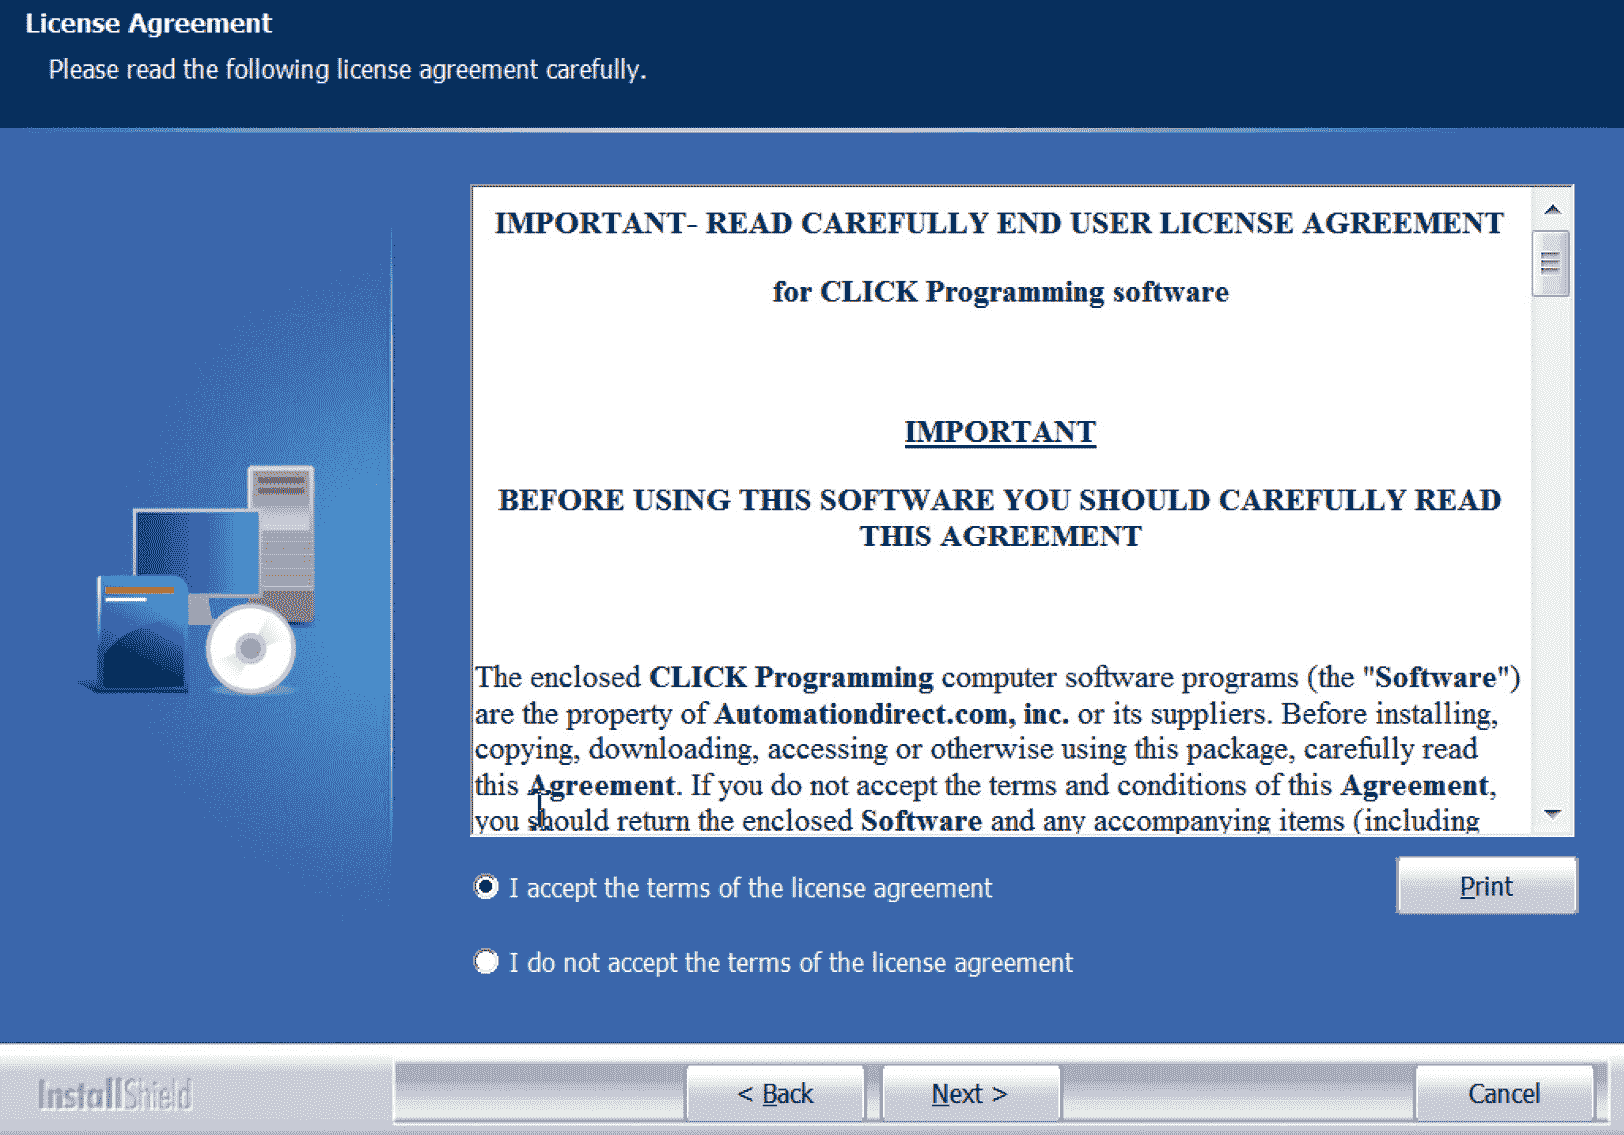 License Agreement
Please read the following license agreement carefully.
IMPORTANT- READ CAREFULLY END USER LICENSE AGREEMENT
for CLICK Programming software
IMPORTANT
BEFORE USING THIS SOFTWARE YOU SHOULD CAREFULLY READ
THIS AGREEMENT
The enclosed CLICK Programming computer software programs (the "Software")
are the property of Automationdirect.com, inc. or its suppliers. Before installing,
copying, downloading, accessing or otherwise using this package, carefully read
this Agreement. If you do not accept the terms and conditions of this Agreement,
you should return the enclosed Software and any accompanying items (including
I accept the terms of the license agreement
Print
I do not accept the terms of the license agreement
InstallShield
< Back
Next >
Cancel